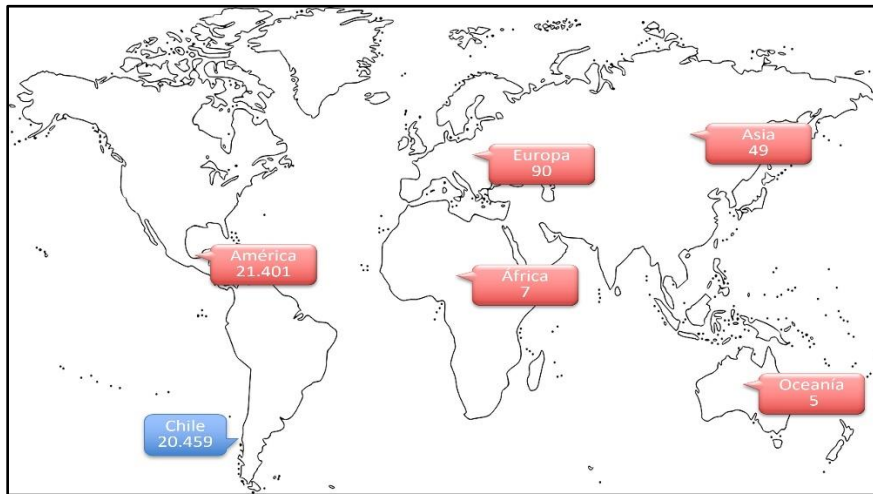 Asia
49
Europa
90
América
21.401
África
7
Oceanía
5
Chile
20.459